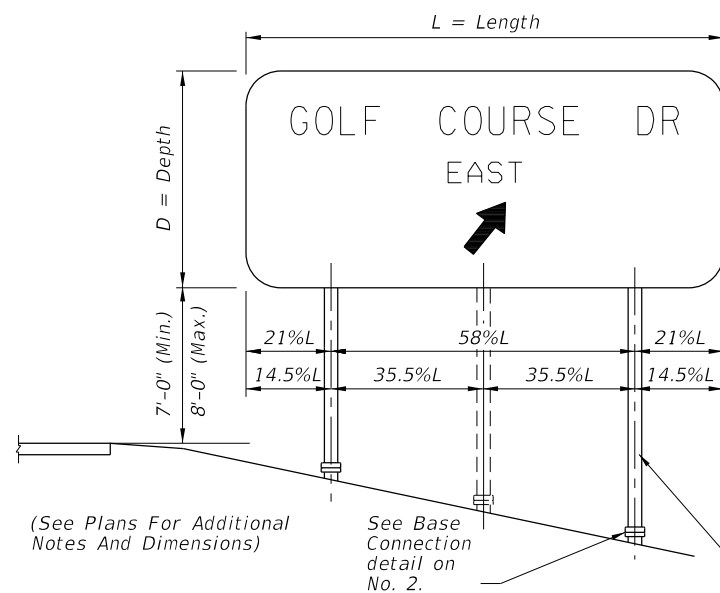 L = Length
D = Depth
GOLF COURSE DR
EAST
7'-0" (Min.)
8'-0" (Max.)
21%L 58%L 21%L
14.5%L 35.5%L 35.5%L 14.5%L
(See Plans For Additional
Notes And Dimensions)
See Base
Connection
detail on
No. 2.